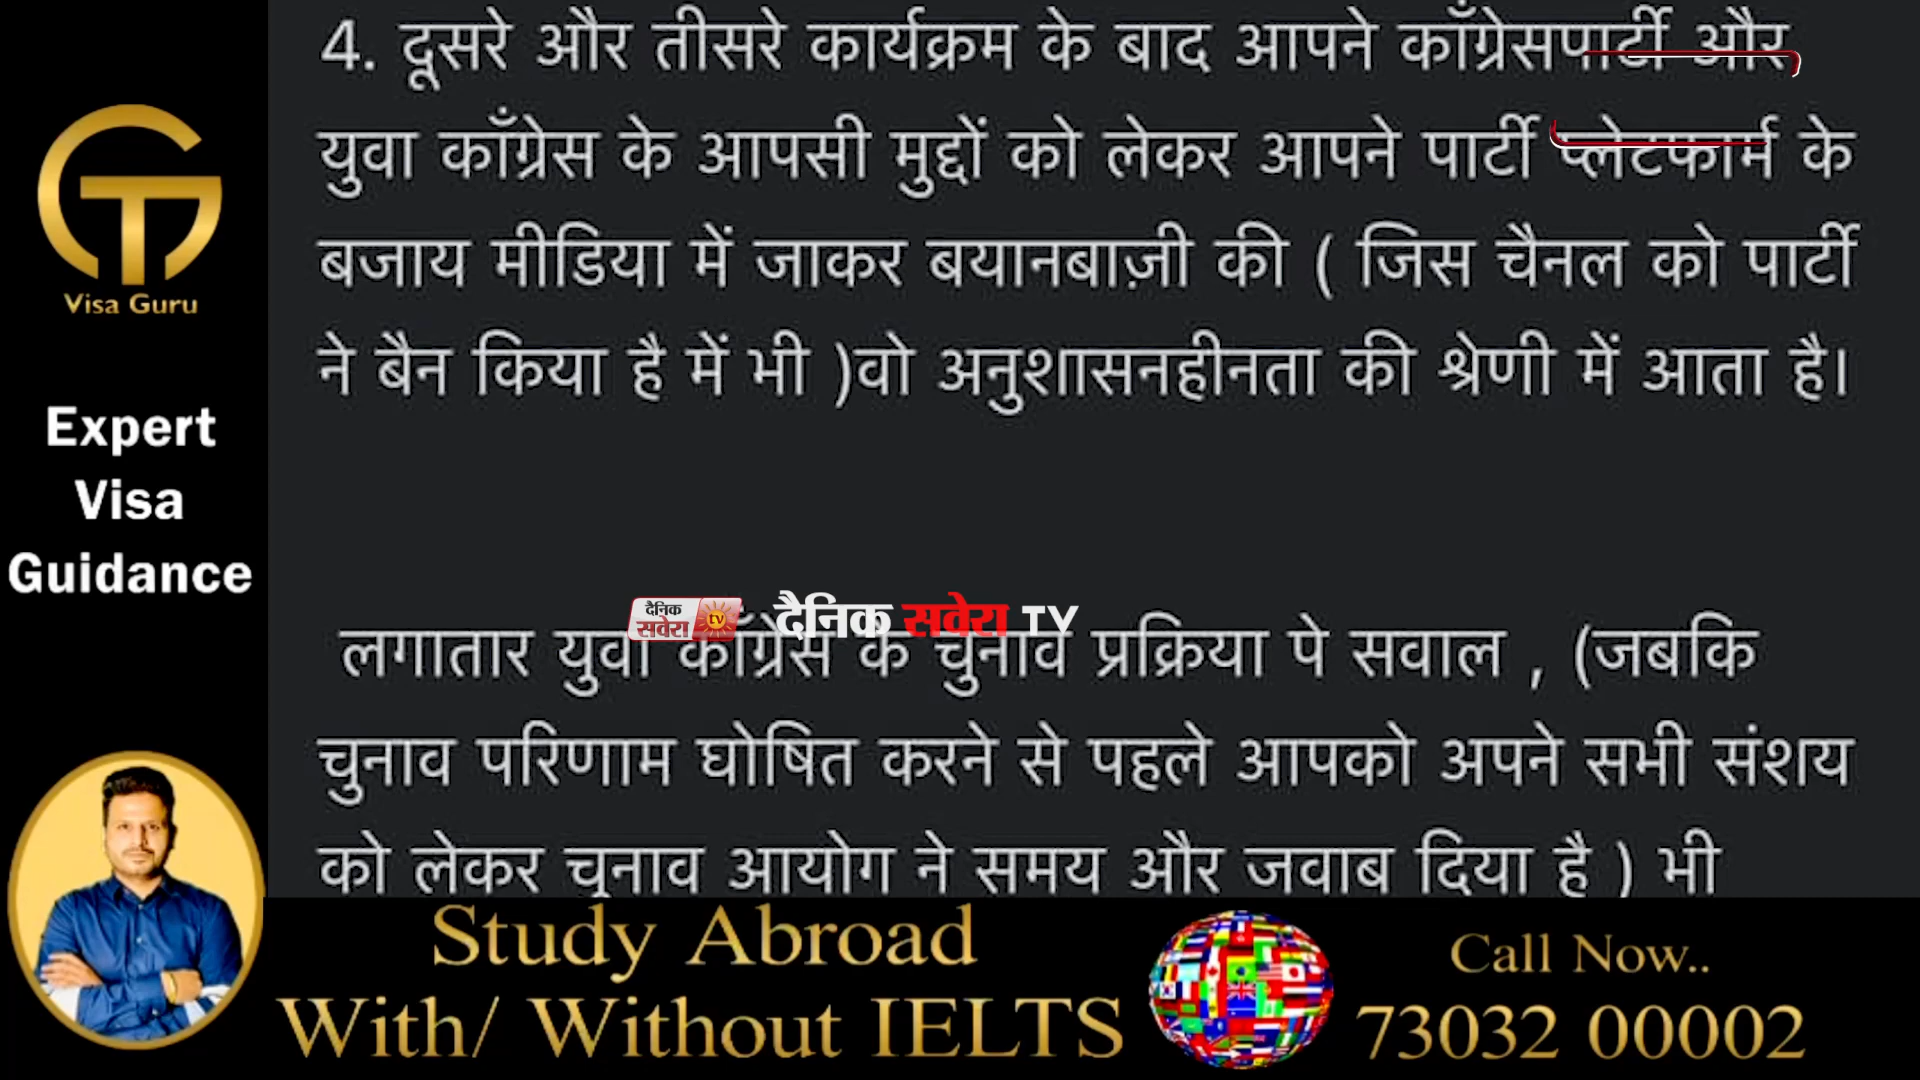 4. दूसरे और तीसरे कार्यक्रम के बाद आपने काँग्रेसपार्टी और
युवा काँग्रेस के आपसी मुद्दों को लेकर आपने पार्टी प्लेटफार्म के
बजाय मीडिया में जाकर बयानबाज़ी की ( जिस चैनल को पार्टी
ने बैन किया है में भी )वो अनुशासनहीनता की श्रेणी में आता है।
दैनिक सवेरा tv दैनिक सवेरा TV
लगातार युवा काँग्रेस के चुनाव प्रक्रिया पे सवाल , (जबकि
चुनाव परिणाम घोषित करने से पहले आपको अपने सभी संशय
को लेकर चुनाव आयोग ने समय और जवाब दिया है ) भी
GT
Visa Guru
Expert
Visa
Guidance
Study Abroad
With/ Without IELTS
Call Now..
73032 00002